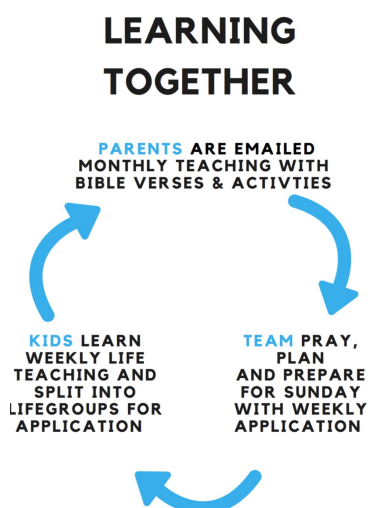 LEARNING
TOGETHER
PARENTS ARE EMAILED
MONTHLY TEACHING WITH
BIBLE VERSES & ACTIVTIES
KIDS LEARN
WEEKLY LIFE
TEACHING AND
SPLIT INTO
LIFEGROUPS FOR
APPLICATION
TEAM PRAY,
PLAN
AND PREPARE
FOR SUNDAY
WITH WEEKLY
APPLICATION